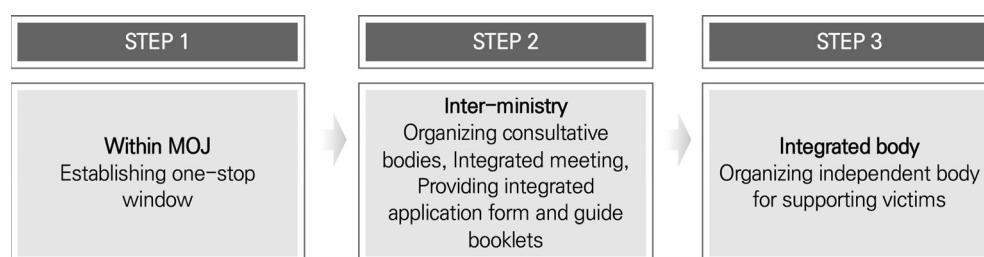 STEP 1
Within MOJ
Establishing one-stop
window
STEP 2
Inter-ministry
Organizing consultative
bodies, Integrated meeting,
Providing integrated
application form and guide
booklets
STEP 3
Integrated body
Organizing independent body
for supporting victims